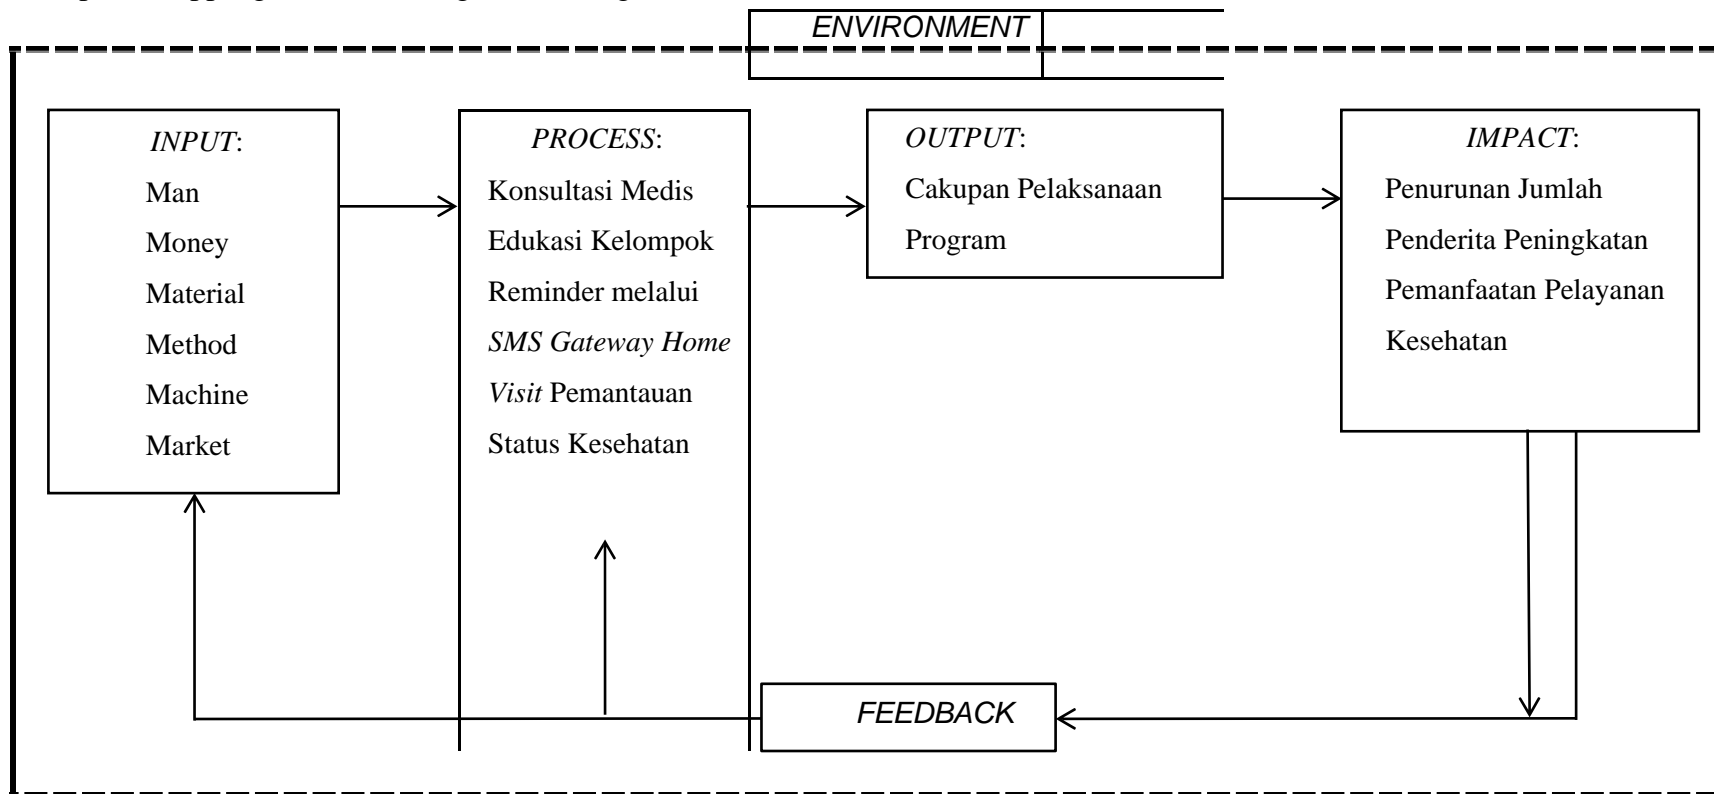 ENVIRONMENT
INPUT:
Man
Money
Material
Method
Machine
Market
PROCESS:
Konsultasi Medis
Edukasi Kelompok
Reminder melalui
SMS Gateway Home
Visit Pemantauan
Status Kesehatan
OUTPUT:
Cakupan Pelaksanaan
Program
IMPACT:
Penurunan Jumlah
Penderita Peningkatan
Pemanfaatan Pelayanan
Kesehatan
FEEDBACK